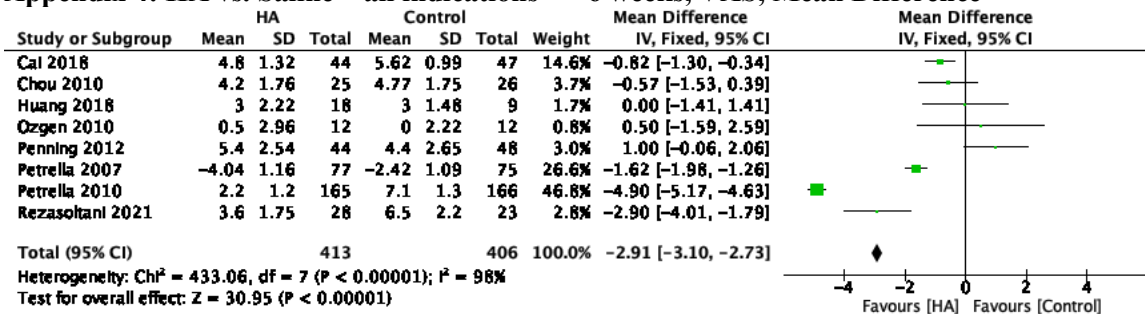 HA vs. Saline – all indications weeks, VAS, Mean Difference
HA Control Mean Difference Mean Difference
Study or Subgroup Mean SD Total Mean SD Total Weight IV, Fixed, 95% CI IV, Fixed, 95% CI
Cai 2018 4.8 1.32 44 5.62 0.99 47 14.6% −0.82 [−1.30, −0.34]
Chou 2010 4.2 1.76 25 4.77 1.75 26 3.7% −0.57 [−1.53, 0.39]
Huang 2018 3 2.22 18 3 1.48 9 1.7% 0.00 [−1.41, 1.41]
Ozgen 2010 0.5 2.96 12 0 2.22 12 0.8% 0.50 [−1.59, 2.59]
Penning 2012 5.4 2.54 44 4.4 2.65 48 3.0% 1.00 [−0.06, 2.06]
Petrella 2007 −4.04 1.16 77 −2.42 1.09 75 26.6% −1.62 [−1.98, −1.26]
Petrella 2010 2.2 1.2 165 7.1 1.3 166 46.8% −4.90 [−5.17, −4.63]
Rezasoltani 2021 3.6 1.75 28 6.5 2.2 23 2.8% −2.90 [−4.01, −1.79]
Total (95% CI) 413 406 100.0% −2.91 [−3.10, −2.73]
Heterogeneity: Chi² = 433.06, df = 7 (P < 0.00001); I² = 98%
Test for overall effect: Z = 30.95 (P < 0.00001)
−4 −2 0 2 4
Favours [HA] Favours [Control]